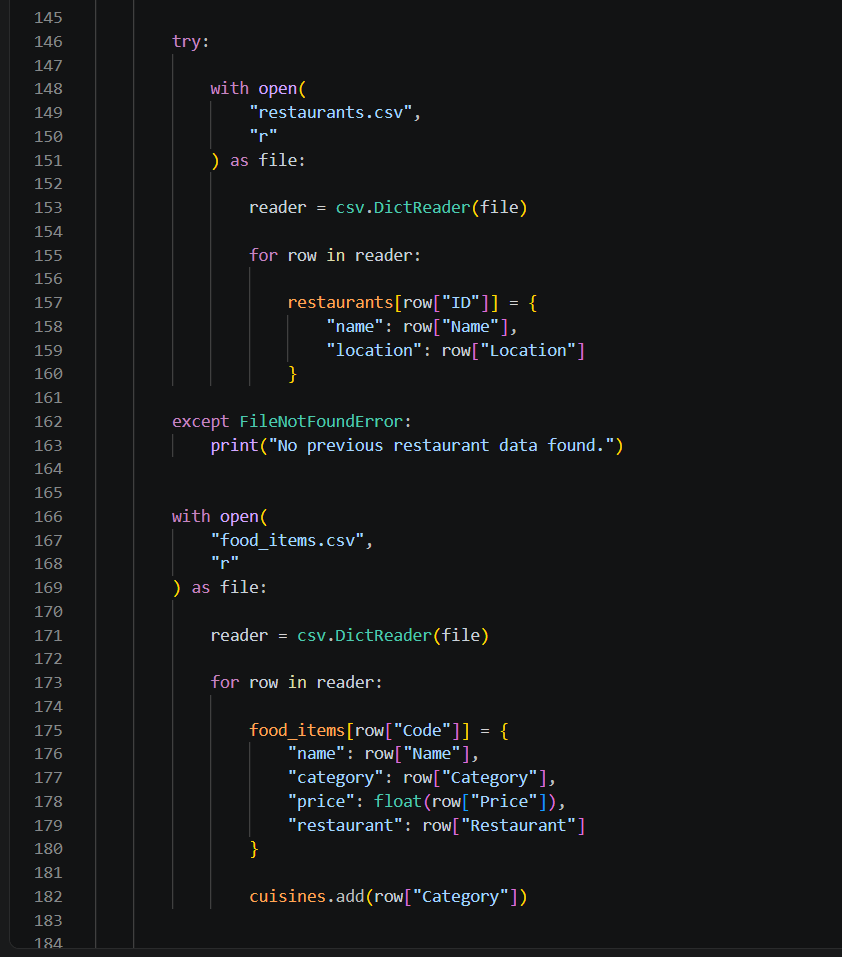 145
146 try:
147
148 with open(
149 "restaurants.csv",
150 "r"
151 ) as file:
152
153 reader = csv.DictReader(file)
154
155 for row in reader:
156
157 restaurants[row["ID"]] = {
158 "name": row["Name"],
159 "location": row["Location"]
160 }
161
162 except FileNotFoundError:
163 print("No previous restaurant data found.")
164
165
166 with open(
167 "food_items.csv",
168 "r"
169 ) as file:
170
171 reader = csv.DictReader(file)
172
173 for row in reader:
174
175 food_items[row["Code"]] = {
176 "name": row["Name"],
177 "category": row["Category"],
178 "price": float(row["Price"]),
179 "restaurant": row["Restaurant"]
180 }
181
182 cuisines.add(row["Category"])
183
184